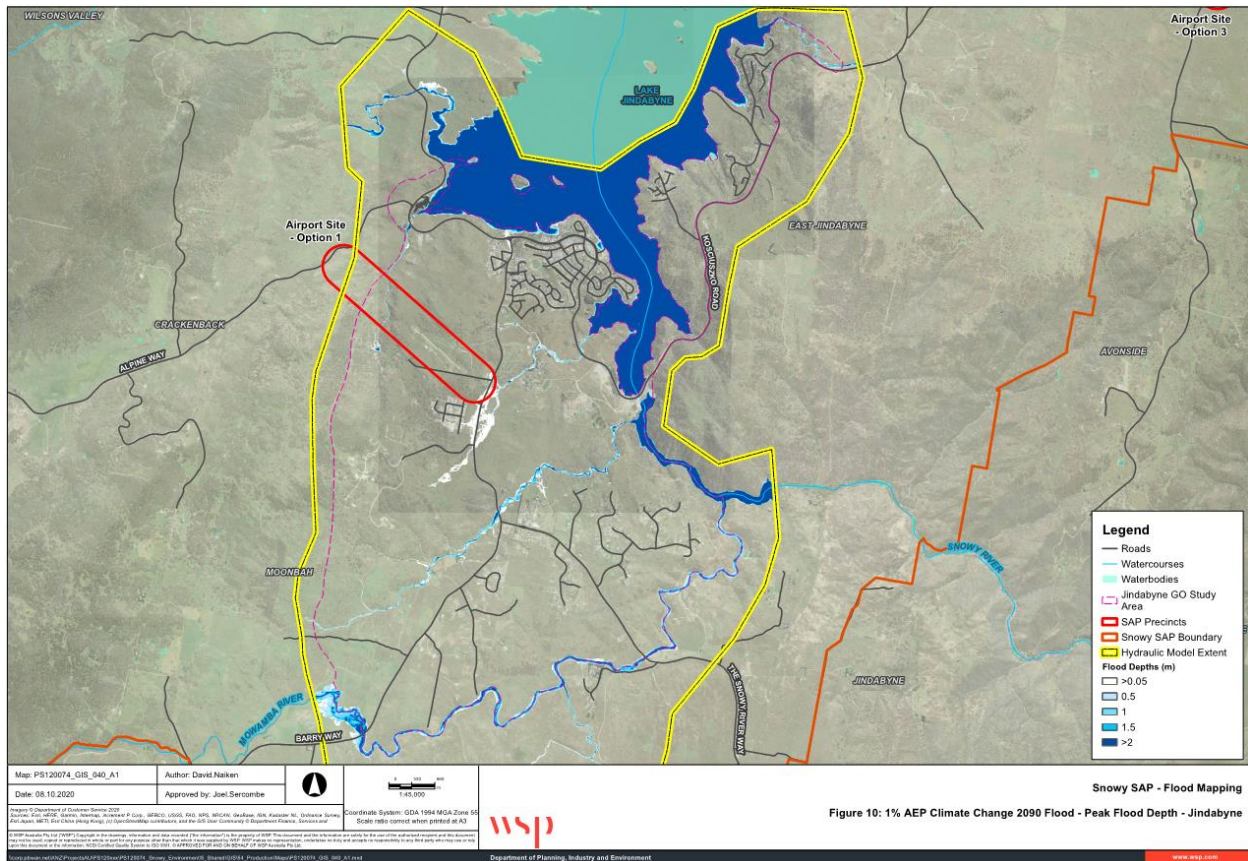 WILSONS VALLEY
Airport Site
- Option 3
LAKE
JINDABYNE
Airport Site
- Option 1
EAST JINDABYNE
KOSCIUSZKO ROAD
CRACKENBACK
ALPINE WAY
AVONSIDE
MOONBAH
SNOWY RIVER
JINDABYNE
THE SNOWY RIVER WAY
MOWAMBA RIVER
BARRY WAY
Legend
Roads
Watercourses
Waterbodies
Jindabyne GO Study
Area
SAP Precincts
Snowy SAP Boundary
Hydraulic Model Extent
Flood Depths (m)
>0.05
0.5
1
1.5
>2
Map: PS120074_GIS_040_A1
Author: David.Naiken
Date: 08.10.2020
Approved by: Joel.Sercombe
1:45,000
Coordinate System: GDA 1994 MGA Zone 55
Scale ratio correct when printed at A3
Imagery © Department of Customer Service 2020
wsp
Snowy SAP - Flood Mapping
Figure 10: 1% AEP Climate Change 2090 Flood - Peak Flood Depth - Jindabyne
Department of Planning, Industry and Environment
www.wsp.com